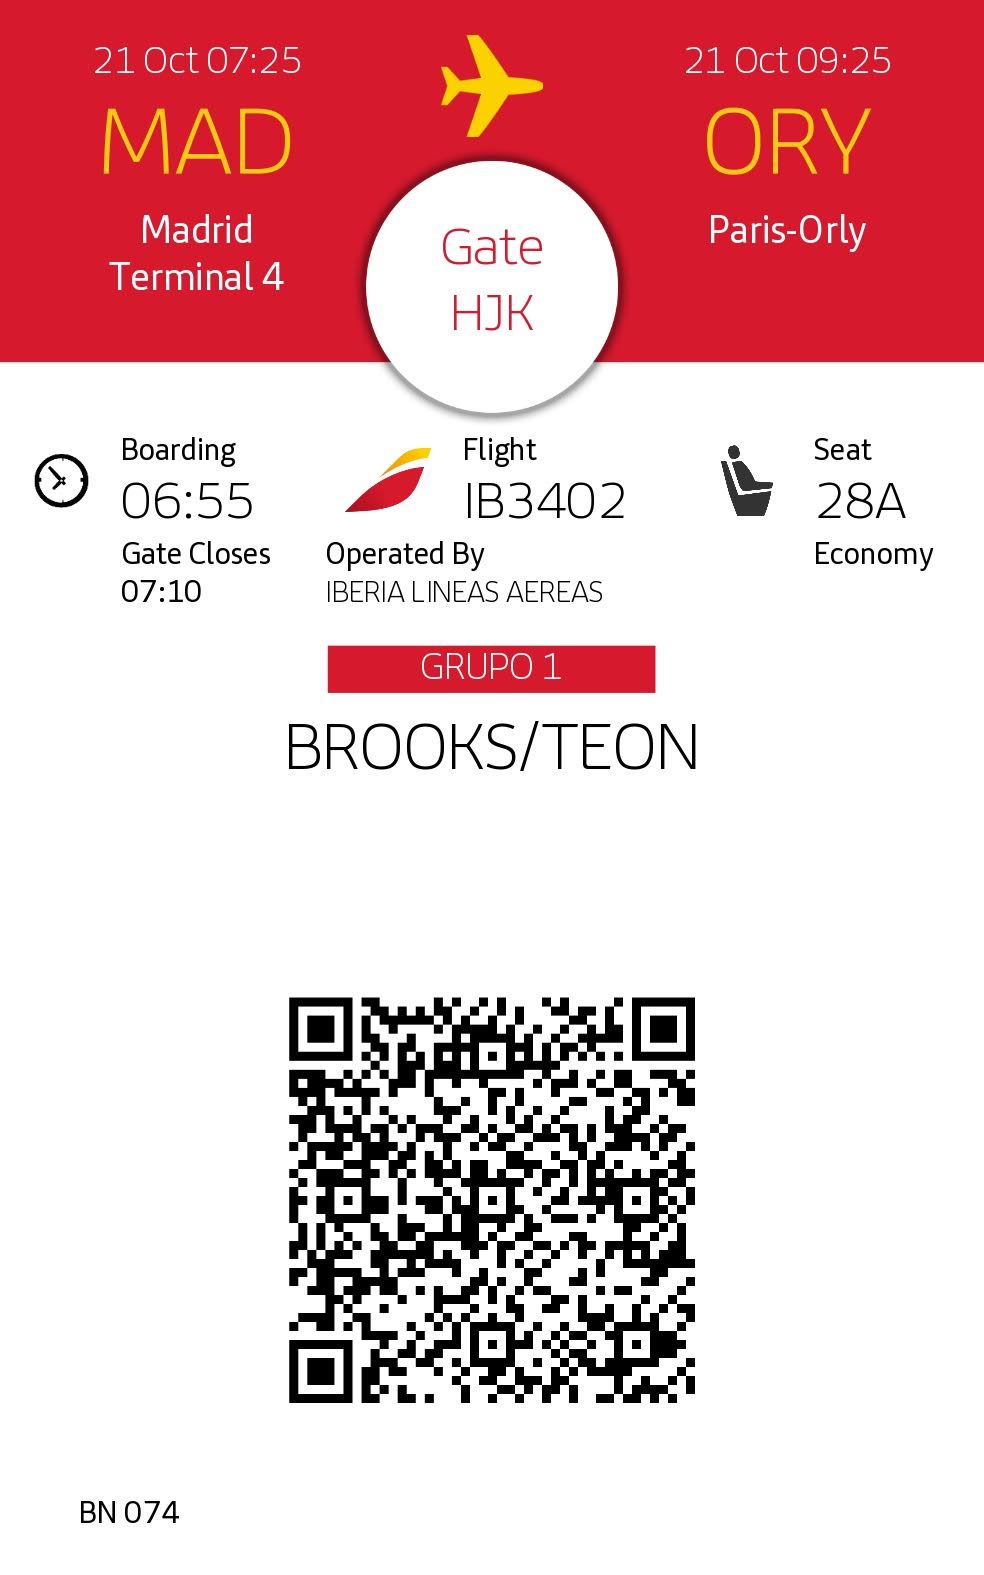 21 Oct 07:25
21 Oct 09:25
MAD
ORY
Madrid
Terminal 4
Paris-Orly
Gate
HJK
Boarding
06:55
Gate Closes
07:10
Flight
IB3402
Operated By
IBERIA LINEAS AEREAS
Seat
28A
Economy
GRUPO 1
BROOKS/TEON
BN 074